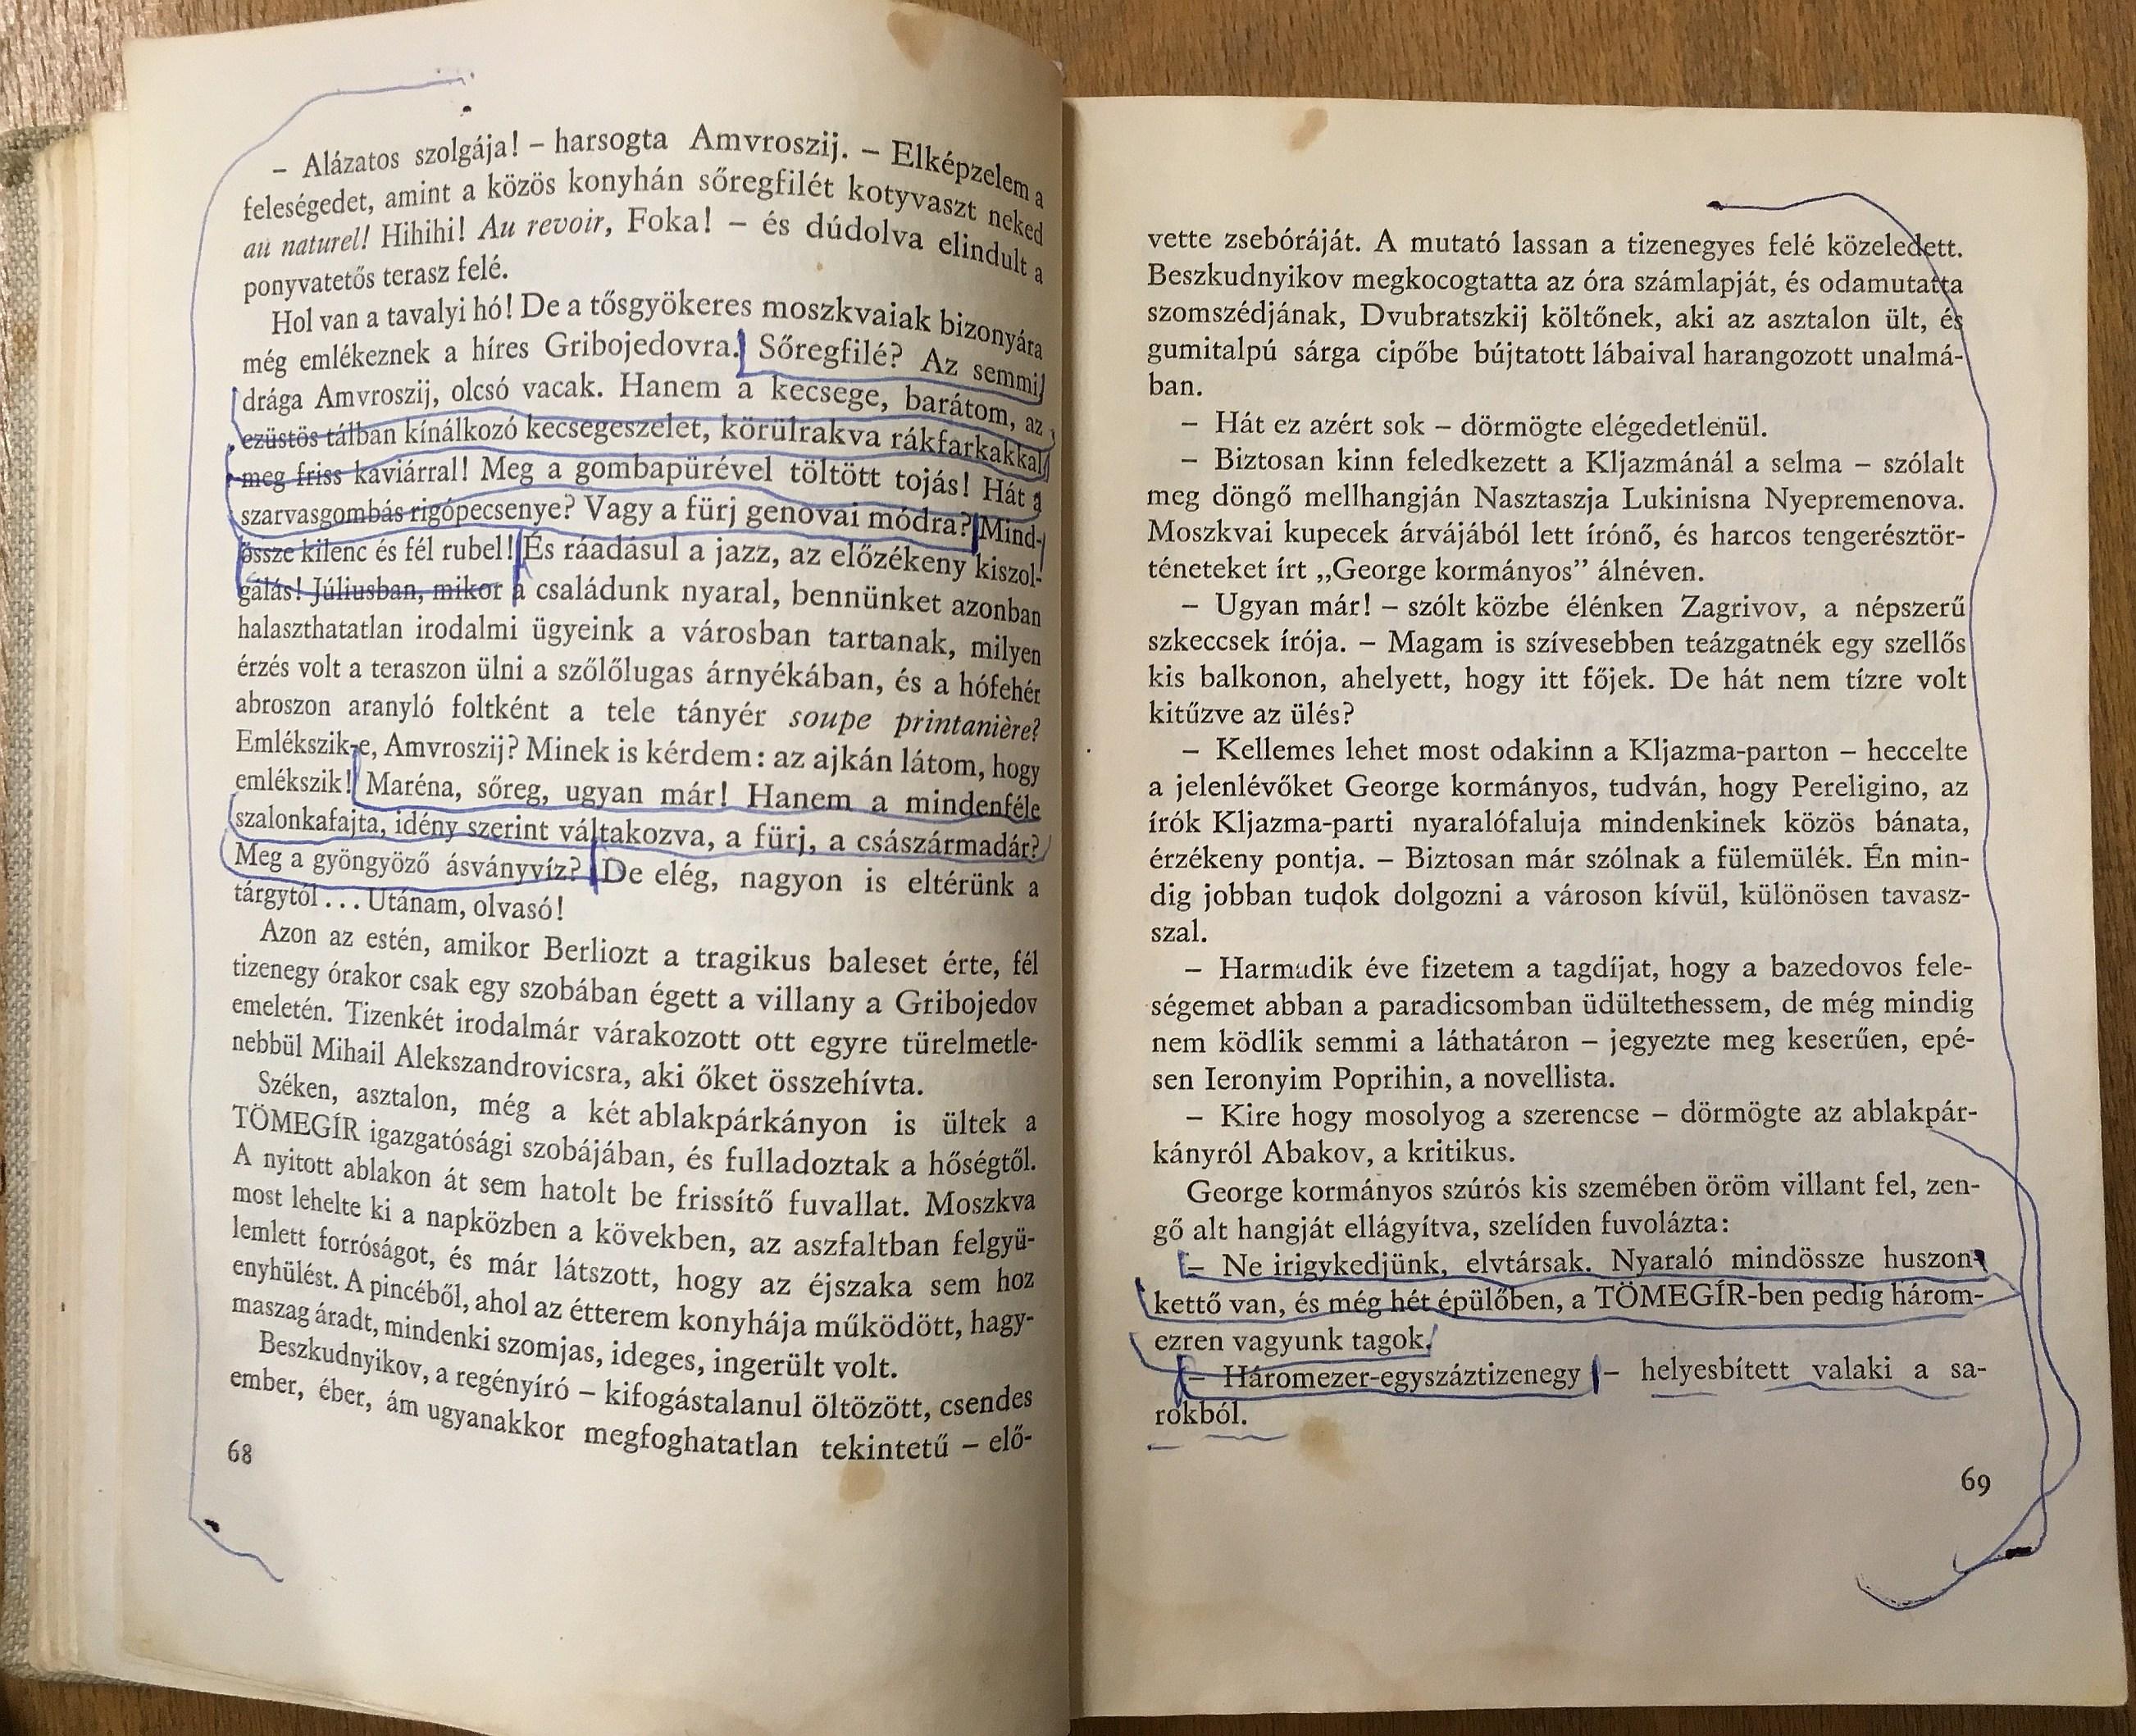 – Alázatos szolgája! – harsogta Amvroszij. – Elképzelem a
feleségedet, amint a közös konyhán sőregfilét kotyvaszt neked
au naturel! Hihihi! Au revoir, Foka! – és dúdolva elindult a
ponyvatetős terasz felé.
Hol van a tavalyi hó! De a tősgyökeres moszkvaiak bizonyára
még emlékeznek a híres Gribojedovra. Sőregfilé? Az semmi,
drága Amvroszij, olcsó vacak. Hanem a kecsege, barátom, az
ezüstös tálban kínálkozó kecsegeszelet, körülrakva rákfarkakkal,
meg friss kaviárral! Meg a gombapürével töltött tojás! Hát a
szarvasgombás rigópecsenye? Vagy a fürj genovai módra? Mind-
össze kilenc és fél rubel! És ráadásul a jazz, az előzékeny kiszol-
gálás! Júliusban, mikor a családunk nyaral, bennünket azonban
halaszthatatlan irodalmi ügyeink a városban tartanak, milyen
érzés volt a teraszon ülni a szőlőlugas árnyékában, és a hófehér
abroszon aranyló foltként a tele tányér soupe printanière?
Emlékszik-e, Amvroszij? Minek is kérdem: az ajkán látom, hogy
emlékszik! Maréna, sőreg, ugyan már! Hanem a mindenféle
szalonkafajta, idény szerint váltakozva, a fürj, a császármadár?
Meg a gyöngyöző ásványvíz? De elég, nagyon is eltérünk a
tárgytól . . . Utánam, olvasó!
Azon az estén, amikor Berliozt a tragikus baleset érte, fél
tizenegy órakor csak egy szobában égett a villany a Gribojedov
emeletén. Tizenkét irodalmár várakozott ott egyre türelmetle-
nebbül Mihail Alekszandrovicsra, aki őket összehívta.
Széken, asztalon, még a két ablakpárkányon is ültek a
TÖMEGÍR igazgatósági szobájában, és fulladoztak a hőségtől.
A nyitott ablakon át sem hatolt be frissítő fuvallat. Moszkva
most lehelte ki a napközben a kövekben, az aszfaltban felgyü-
lemlett forróságot, és már látszott, hogy az éjszaka sem hoz
enyhülést. A pincéből, ahol az étterem konyhája működött, hagy-
maszag áradt, mindenki szomjas, ideges, ingerült volt.
Beszkudnyikov, a regényíró – kifogástalanul öltözött, csendes
ember, éber, ám ugyanakkor megfoghatatlan tekintetű – elő-
68
vette zsebóráját. A mutató lassan a tizenegyes felé közeledett.
Beszkudnyikov megkocogtatta az óra számlapját, és odamutatta
szomszédjának, Dvubratszkij költőnek, aki az asztalon ült, és
gumitalpú sárga cipőbe bújtatott lábaival harangozott unalmá-
ban.
– Hát ez azért sok – dörmögte elégedetlenül.
– Biztosan kinn feledkezett a Kljazmánál a selma – szólalt
meg döngő mellhangján Nasztaszja Lukinisna Nyepremenova.
Moszkvai kupecek árvájából lett írónő, és harcos tengerésztör-
téneteket írt „George kormányos” álnéven.
– Ugyan már! – szólt közbe élénken Zagrivov, a népszerű
szkeccsek írója. – Magam is szívesebben teázgatnék egy szellős
kis balkonon, ahelyett, hogy itt főjek. De hát nem tízre volt
kitűzve az ülés?
– Kellemes lehet most odakinn a Kljazma-parton – heccelte
a jelenlévőket George kormányos, tudván, hogy Pereligino, az
írók Kljazma-parti nyaralófaluja mindenkinek közös bánata,
érzékeny pontja. – Biztosan már szólnak a fülemülék. Én min-
dig jobban tudok dolgozni a városon kívül, különösen tavasz-
szal.
– Harmadik éve fizetem a tagdíjat, hogy a bazedovos fele-
ségemet abban a paradicsomban üdültethessem, de még mindig
nem ködlik semmi a láthatáron – jegyezte meg keserűen, epé-
sen Ieronyim Poprihin, a novellista.
– Kire hogy mosolyog a szerencse – dörmögte az ablakpár-
kányról Abakov, a kritikus.
George kormányos szúrós kis szemében öröm villant fel, zen-
gő alt hangját ellágyítva, szelíden fuvolázta:
– Ne irigykedjünk, elvtársak. Nyaraló mindössze huszon-
kettő van, és még hét épülőben, a TÖMEGÍR-ben pedig három-
ezren vagyunk tagok.
– Háromezer-egyszáztizenegy – helyesbített valaki a sa-
rokból.
69